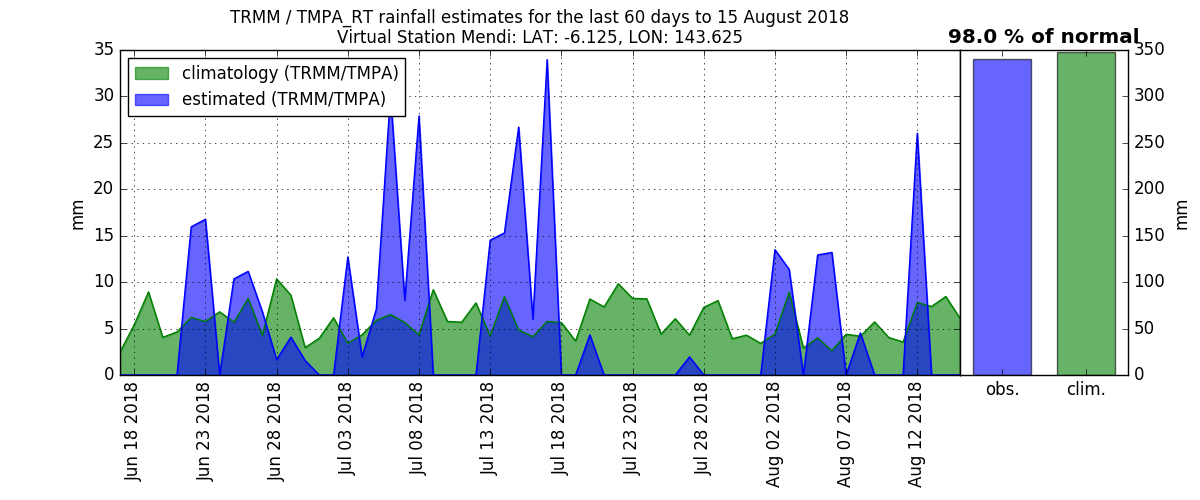 TRMM / TMPA_RT rainfall estimates for the last 60 days to 15 August 2018
Virtual Station Mendi: LAT: -6.125, LON: 143.625
98.0 % of normal
climatology (TRMM/TMPA)
estimated (TRMM/TMPA)
35
30
25
20
15
10
5
0
mm
350
300
250
200
150
100
50
0
mm
Jun 18 2018
Jun 23 2018
Jun 28 2018
Jul 03 2018
Jul 08 2018
Jul 13 2018
Jul 18 2018
Jul 23 2018
Jul 28 2018
Aug 02 2018
Aug 07 2018
Aug 12 2018
obs.
clim.